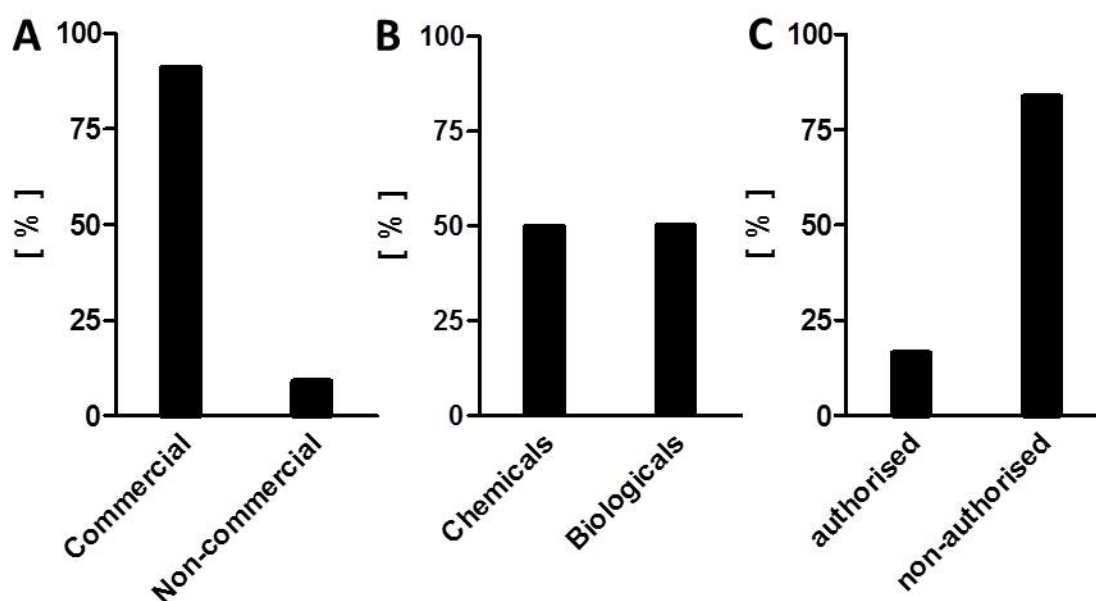 A
100
75
50
25
0
[ % ]
Commercial
Non-commercial
B
100
75
50
25
0
[ % ]
Chemicals
Biologicals
C
100
75
50
25
0
[ % ]
authorised
non-authorised